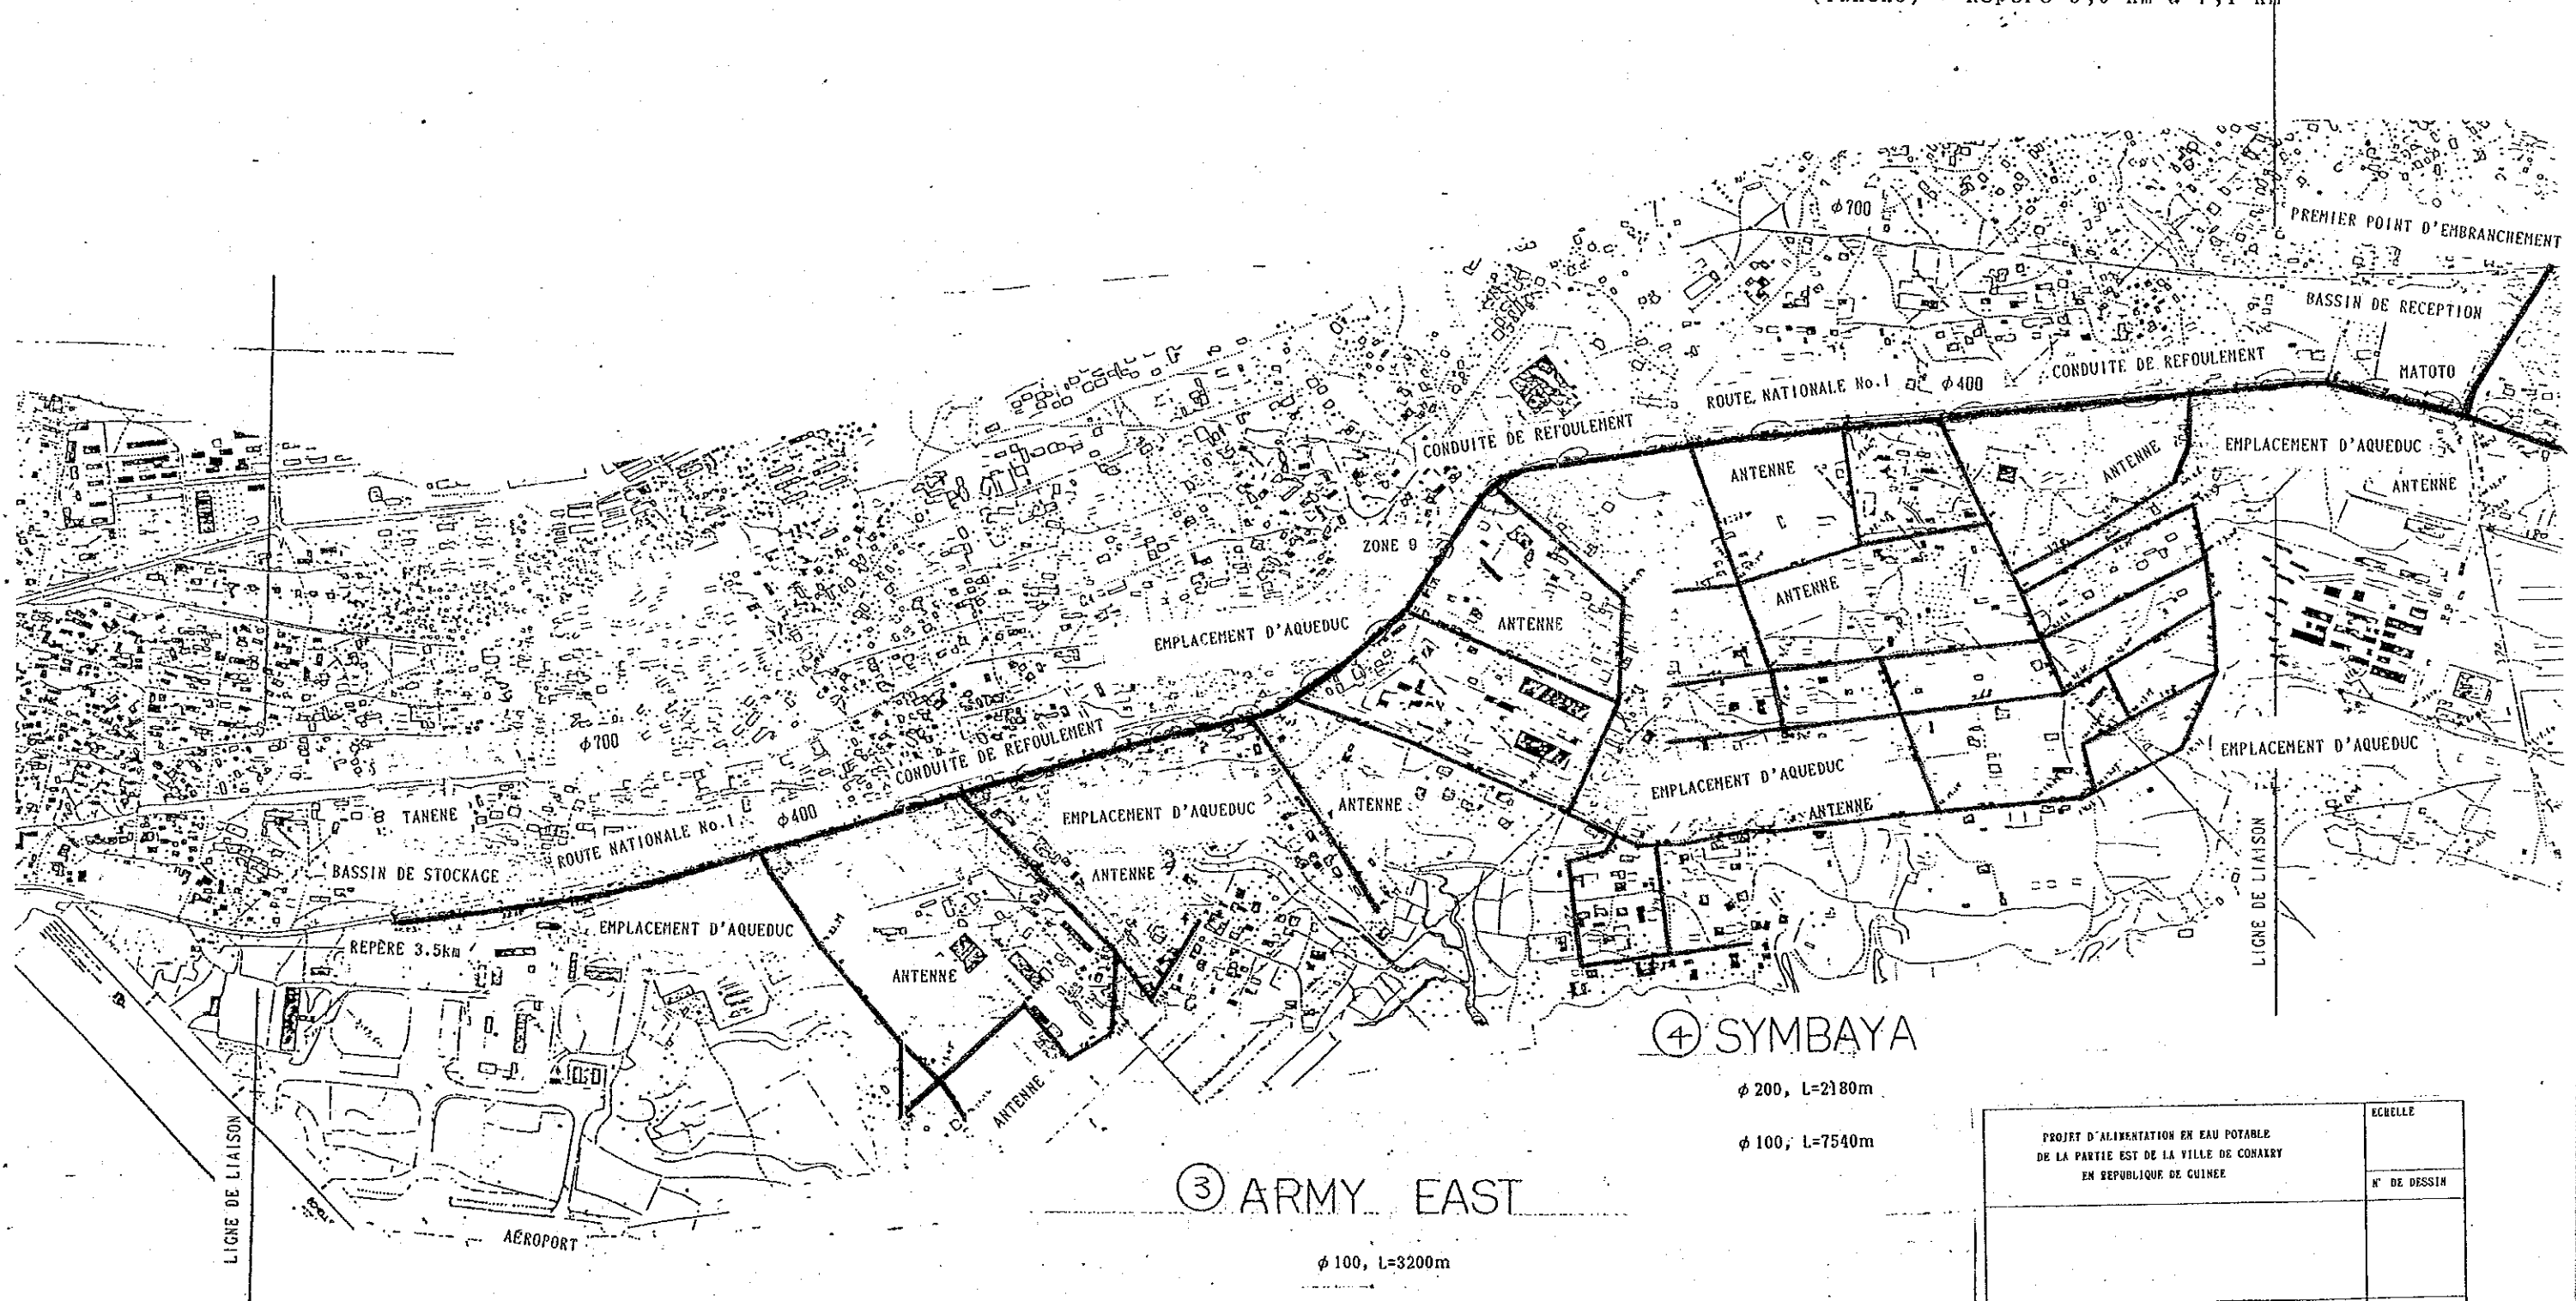 φ700
PREMIER POINT D'EMBRANCHEMENT
BASSIN DE RECEPTION
CONDUITE DE REFOULEMENT
MATOTO
ROUTE NATIONALE No.1
φ400
CONDUITE DE REFOULEMENT
EMPLACEMENT D'AQUEDUC
ANTENNE
ANTENNE
ANTENNE
ZONE 9
ANTENNE
ANTENNE
EMPLACEMENT D'AQUEDUC
φ700
CONDUITE DE REFOULEMENT
EMPLACEMENT D'AQUEDUC
EMPLACEMENT D'AQUEDUC
ANTENNE
ANTENNE
EMPLACEMENT D'AQUEDUC
TANENE
ROUTE NATIONALE No.1
φ400
BASSIN DE STOCKAGE
ANTENNE
EMPLACEMENT D'AQUEDUC
REPÈRE 3.5km
ANTENNE
ANTENNE
LIGNE DE LIAISON
LIGNE DE LIAISON
AÉROPORT
④ SYMBAYA
φ200, L=2180m
φ100, L=7540m
③ ARMY EAST
φ100, L=3200m
PROJET D'ALIMENTATION EN EAU POTABLE
DE LA PARTIE EST DE LA VILLE DE CONAKRY
EN REPUBLIQUE DE GUINEE
ECHELLE
N° DE DESSIN